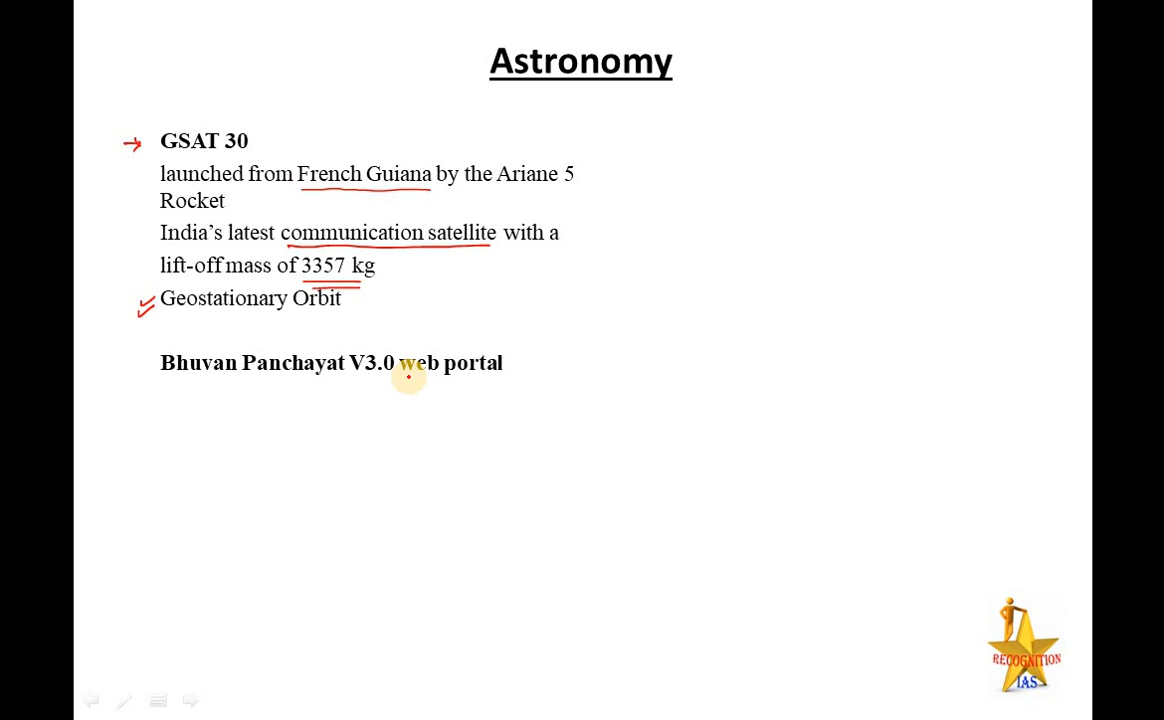 Astronomy
GSAT 30
launched from French Guiana by the Ariane 5
Rocket
India's latest communication satellite with a
lift-off mass of 3357 kg
Geostationary Orbit
Bhuvan Panchayat V3.0 web portal
RECOGNITION
IAS